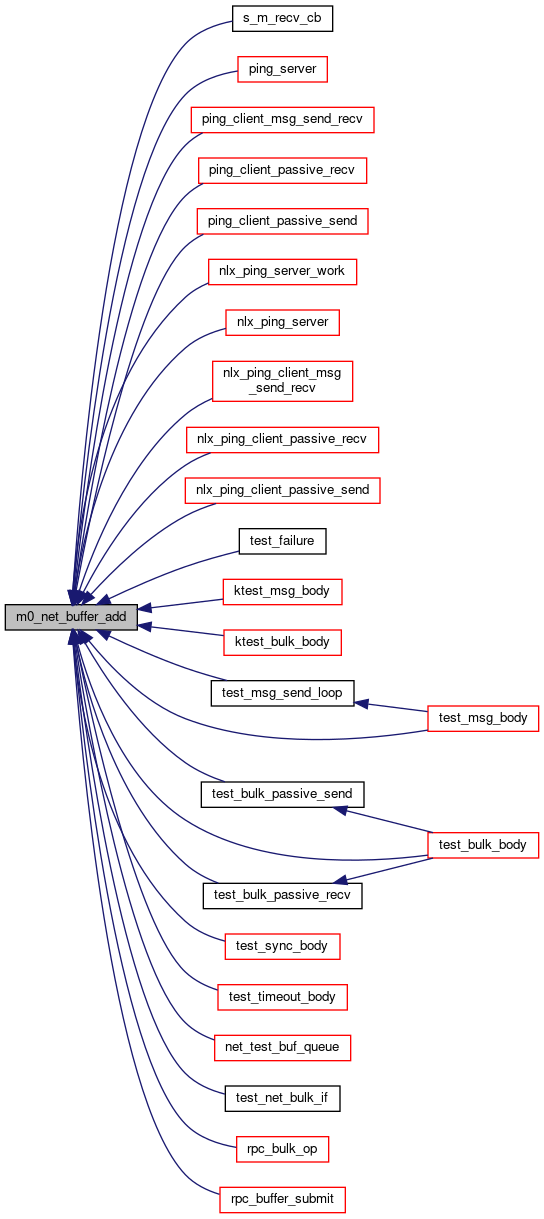 s_m_recv_cb
ping_server
ping_client_msg_send_recv
ping_client_passive_recv
ping_client_passive_send
nlx_ping_server_work
nlx_ping_server
nlx_ping_client_msg
_send_recv
nlx_ping_client_passive_recv
nlx_ping_client_passive_send
test_failure
ktest_msg_body
m0_net_buffer_add
ktest_bulk_body
test_msg_send_loop
test_msg_body
test_bulk_passive_send
test_bulk_body
test_bulk_passive_recv
test_sync_body
test_timeout_body
net_test_buf_queue
test_net_bulk_if
rpc_bulk_op
rpc_buffer_submit